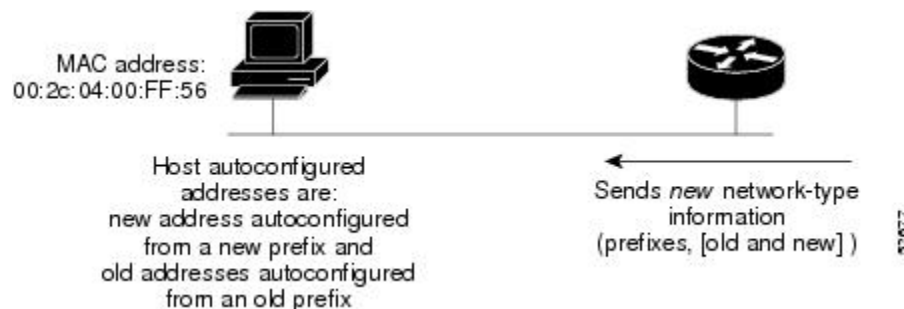 MAC address:
00:2c:04:00:FF:56
Host autoconfigured
addresses are:
new address autoconfigured
from a new prefix and
old addresses autoconfigured
from an old prefix
Sends new network-type
information
(prefixes, [old and new] )